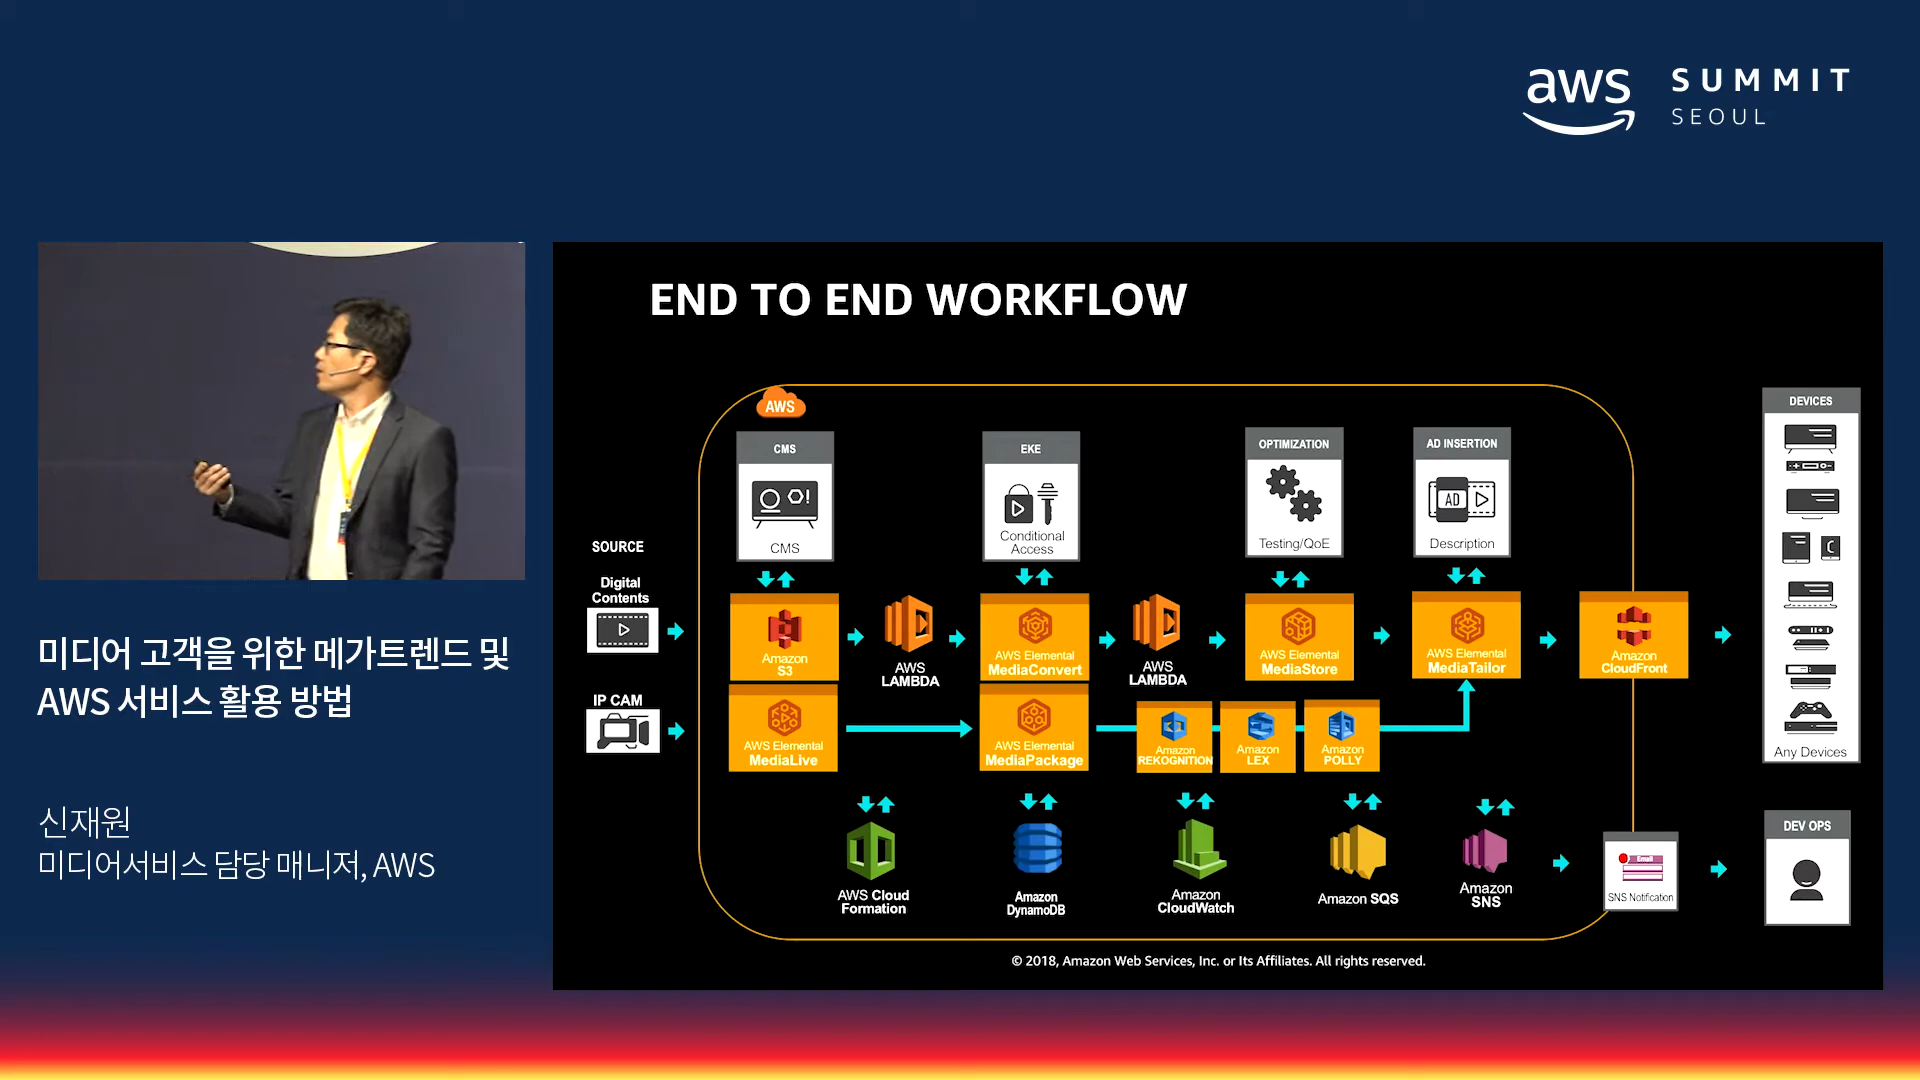 aws
SUMMIT
SEOUL
미디어 고객을 위한 메가트렌드 및
AWS 서비스 활용 방법
신재원
미디어서비스 담당 매니저, AWS
END TO END WORKFLOW
AWS
CMS
CMS
EKE
Conditional
Access
OPTIMIZATION
Testing/QoE
AD INSERTION
AD
Description
DEVICES
Any Devices
SOURCE
Digital
Contents
IP CAM
Amazon
S3
AWS
LAMBDA
AWS Elemental
MediaConvert
AWS
LAMBDA
AWS Elemental
MediaStore
AWS Elemental
MediaTailor
Amazon
CloudFront
AWS Elemental
MediaLive
AWS Elemental
MediaPackage
Amazon
REKOGNITION
Amazon
LEX
Amazon
POLLY
AWS Cloud
Formation
Amazon
DynamoDB
Amazon
CloudWatch
Amazon SQS
Amazon
SNS
Email
SNS Notification
DEV OPS
© 2018, Amazon Web Services, Inc. or Its Affiliates. All rights reserved.